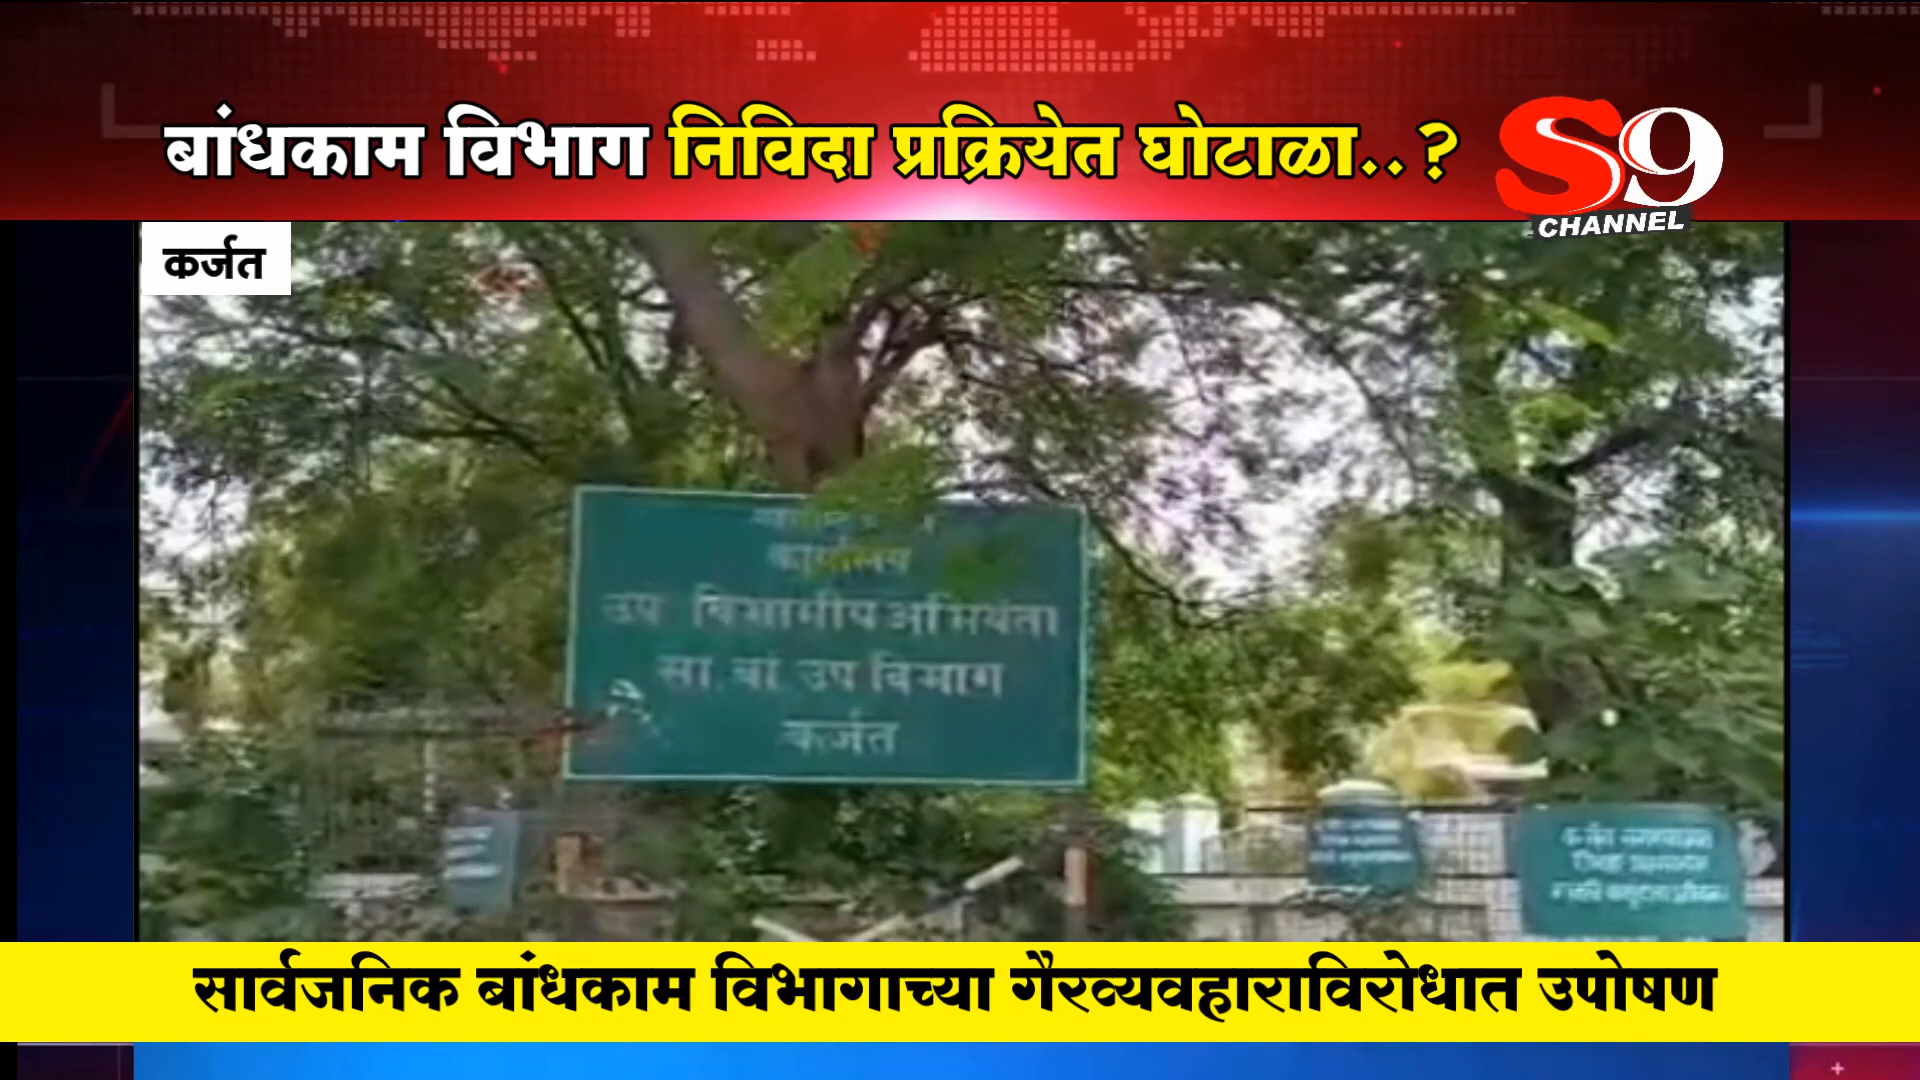 बांधकाम विभाग निविदा प्रक्रियेत घोटाळा..?
S9
CHANNEL
कर्जत
कार्यालय
उप विभागीय अभियंता
सा. बां. उप विभाग
कर्जत
सार्वजनिक बांधकाम विभागाच्या गैरव्यवहाराविरोधात उपोषण